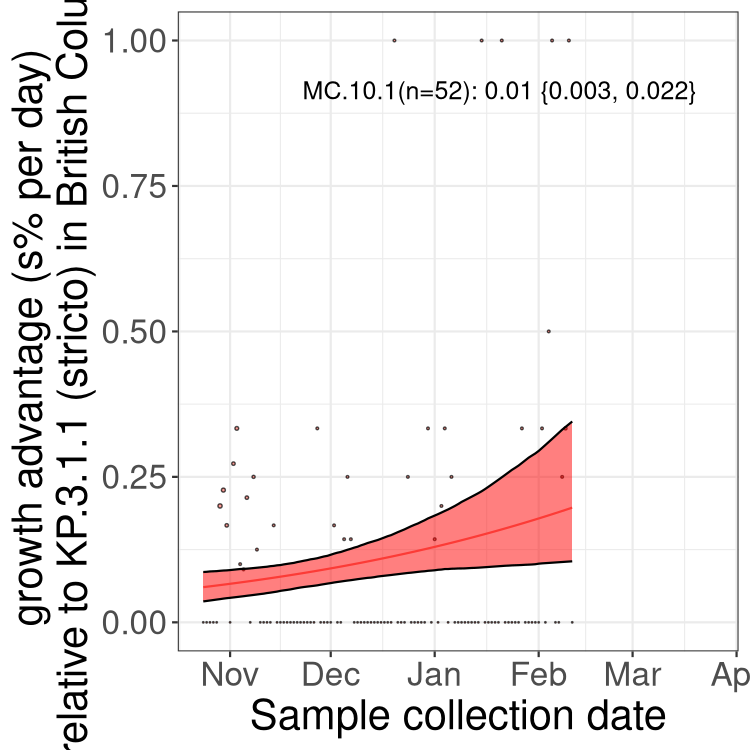 growth advantage (s% per day)
relative to KP.3.1.1 (stricto) in British Colu
1.00
0.75
0.50
0.25
0.00
MC.10.1(n=52): 0.01 {0.003, 0.022}
Nov Dec Jan Feb Mar Ap
Sample collection date